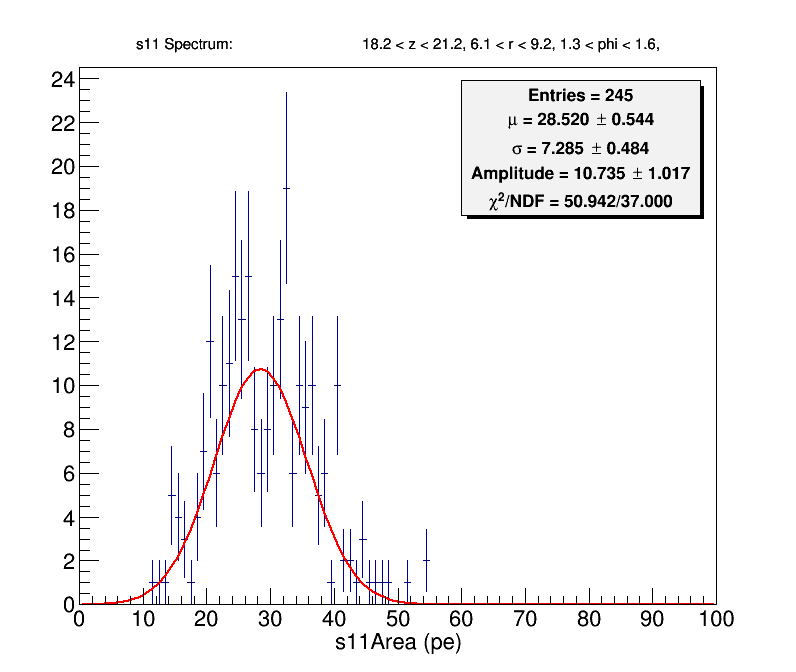 s11 Spectrum: 18.2 < z < 21.2, 6.1 < r < 9.2, 1.3 < phi < 1.6,
Entries = 245
μ = 28.520 ± 0.544
σ = 7.285 ± 0.484
Amplitude = 10.735 ± 1.017
χ²/NDF = 50.942/37.000
24
22
20
18
16
14
12
10
8
6
4
2
0
0 10 20 30 40 50 60 70 80 90 100
s11Area (pe)